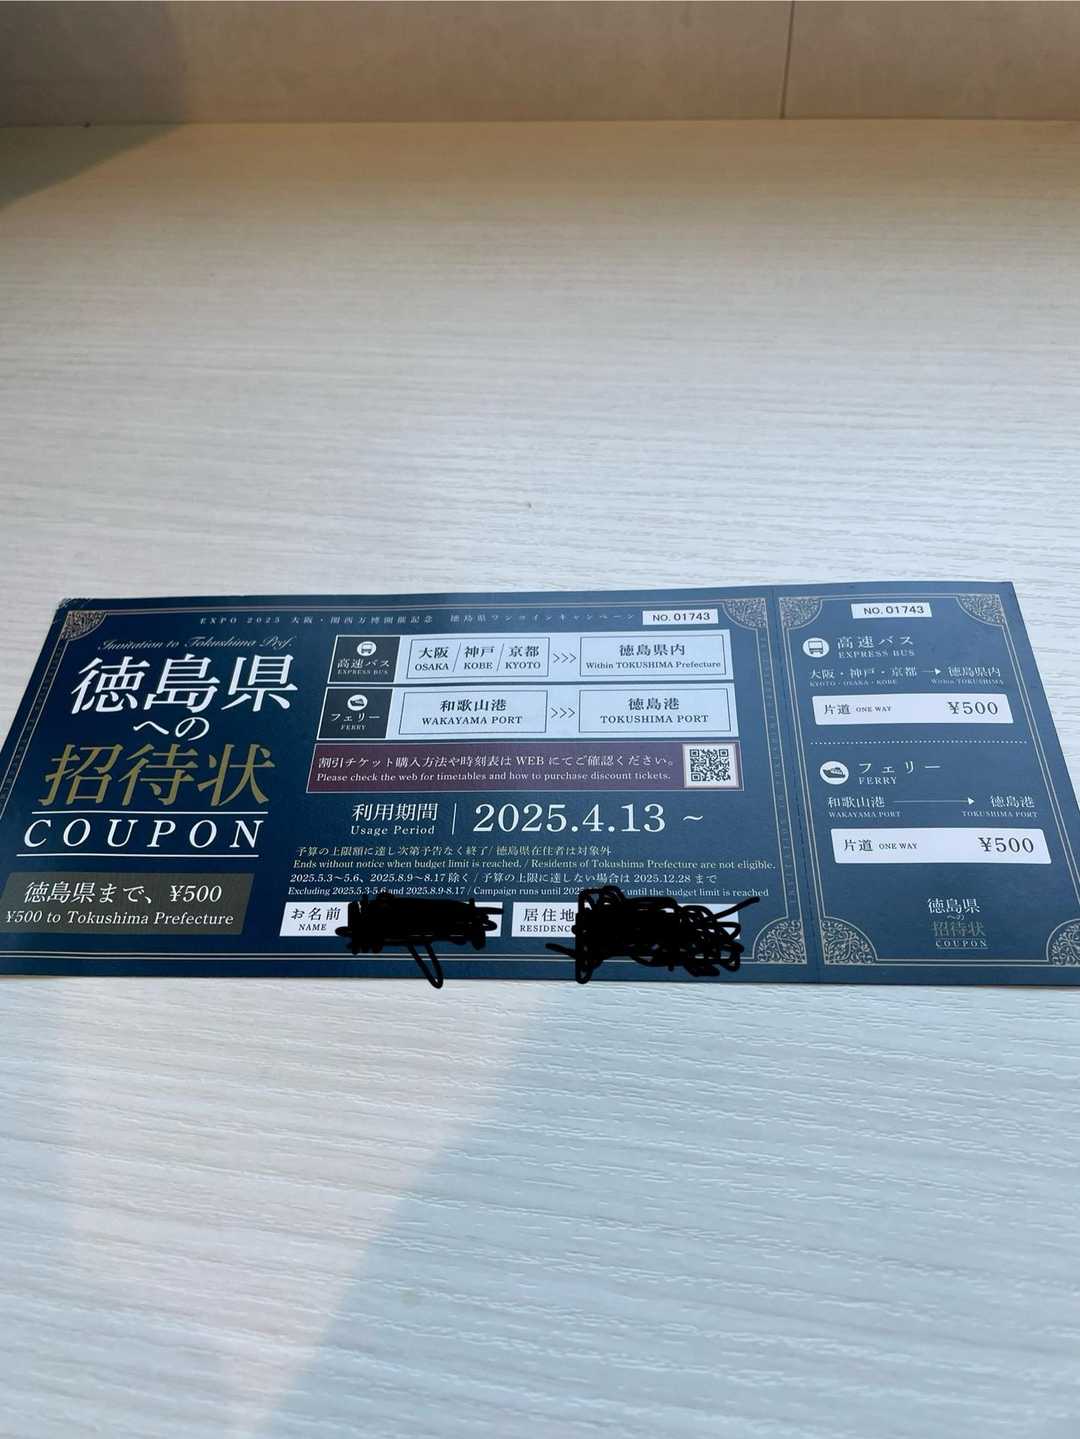 EXPO 2025 大阪・関西万博開催記念 徳島県ワンコインキャンペーン
NO. 01743
Invitation to Tokushima Pref.
徳島県
への
招待状
COUPON
徳島県まで、¥500
¥500 to Tokushima Prefecture
高速バス
EXPRESS BUS
大阪 / 神戸 / 京都
OSAKA / KOBE / KYOTO
>>>
徳島県内
Within TOKUSHIMA Prefecture
フェリー
FERRY
和歌山港
WAKAYAMA PORT
>>>
徳島港
TOKUSHIMA PORT
割引チケット購入方法や時刻表は WEB にてご確認ください。
Please check the web for timetables and how to purchase discount tickets.
利用期間
Usage Period
2025.4.13 ~
予算の上限額に達し次第予告なく終了/ 徳島県在住者は対象外
Ends without notice when budget limit is reached. / Residents of Tokushima Prefecture are not eligible.
2025.5.3～5.6、2025.8.9～8.17 除く / 予算の上限に達しない場合は 2025.12.28 まで
Excluding 2025.5.3-5.6 and 2025.8.9-8.17 / Campaign runs until until the budget limit is reached
お名前
NAME
居住地
RESIDENC
NO. 01743
高速バス
EXPRESS BUS
大阪・神戸・京都 → 徳島県内
KYOTO・OSAKA・KOBE Within TOKUSHIMA
片道 ONE WAY ¥500
フェリー
FERRY
和歌山港 → 徳島港
WAKAYAMA PORT TOKUSHIMA PORT
片道 ONE WAY ¥500
徳島県
への
招待状
COUPON